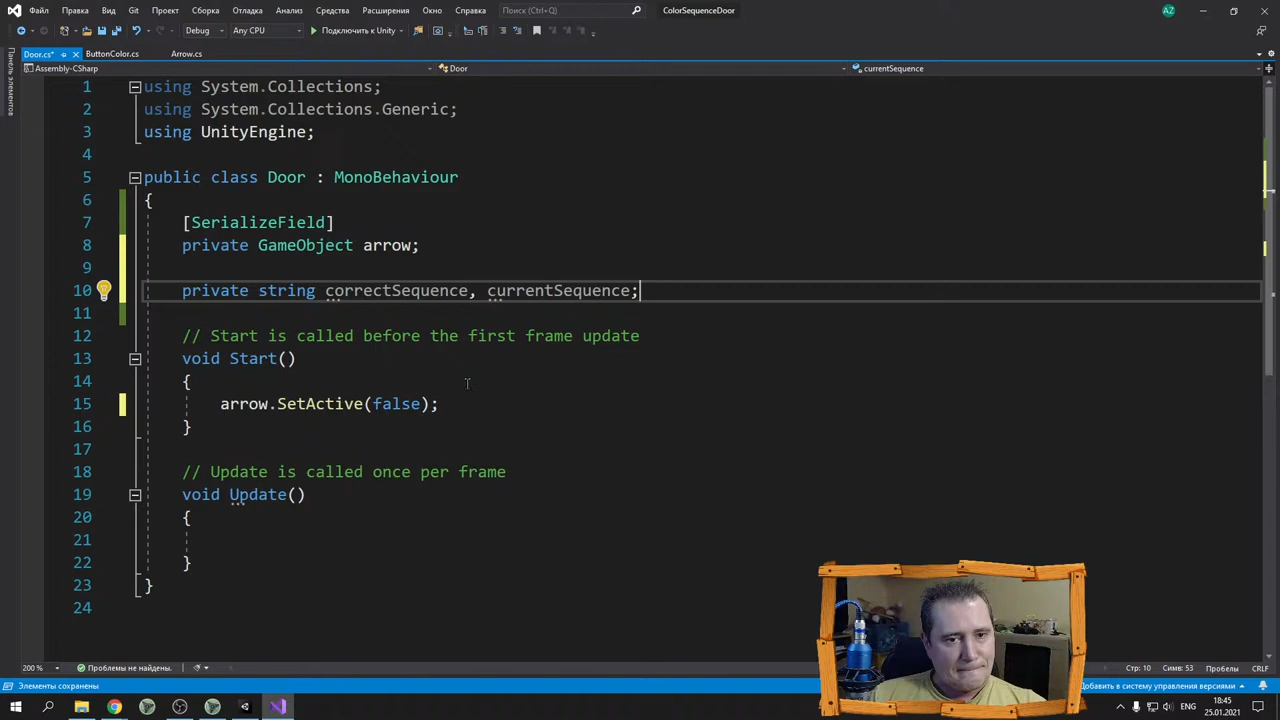 Файл Правка Вид Git Проект Сборка Отладка Анализ Средства Расширения Окно Справка Поиск (Ctrl+Q) ColorSequenceDoor AZ
Debug Any CPU Подключить к Unity
Door.cs* ButtonColor.cs Arrow.cs
Панель элементов
Assembly-CSharp Door currentSequence
1 using System.Collections;
2 using System.Collections.Generic;
3 using UnityEngine;
4
5 public class Door : MonoBehaviour
6 {
7 [SerializeField]
8 private GameObject arrow;
9
10 private string correctSequence, currentSequence;
11
12 // Start is called before the first frame update
13 void Start()
14 {
15 arrow.SetActive(false);
16 }
17
18 // Update is called once per frame
19 void Update()
20 {
21
22 }
23 }
24
200 % Проблемы не найдены. Стр: 10 Симв: 53 Пробелы CRLF
Элементы сохранены Добавить в систему управления версиями
ENG 18:45
25.01.2021